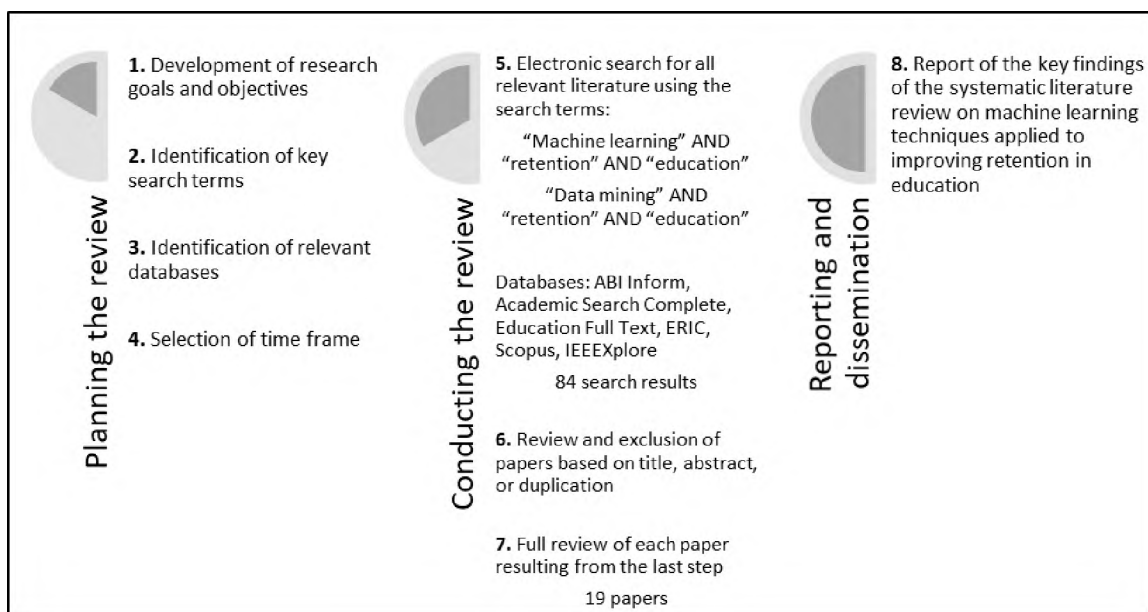 Planning the review
1. Development of research
goals and objectives
2. Identification of key
search terms
3. Identification of relevant
databases
4. Selection of time frame
Conducting the review
5. Electronic search for all
relevant literature using the
search terms:
“Machine learning” AND
“retention” AND “education”
“Data mining” AND
“retention” AND “education”
Databases: ABI Inform,
Academic Search Complete,
Education Full Text, ERIC,
Scopus, IEEEXplore
84 search results
6. Review and exclusion of
papers based on title, abstract,
or duplication
7. Full review of each paper
resulting from the last step
19 papers
Reporting and
dissemination
8. Report of the key findings
of the systematic literature
review on machine learning
techniques applied to
improving retention in
education